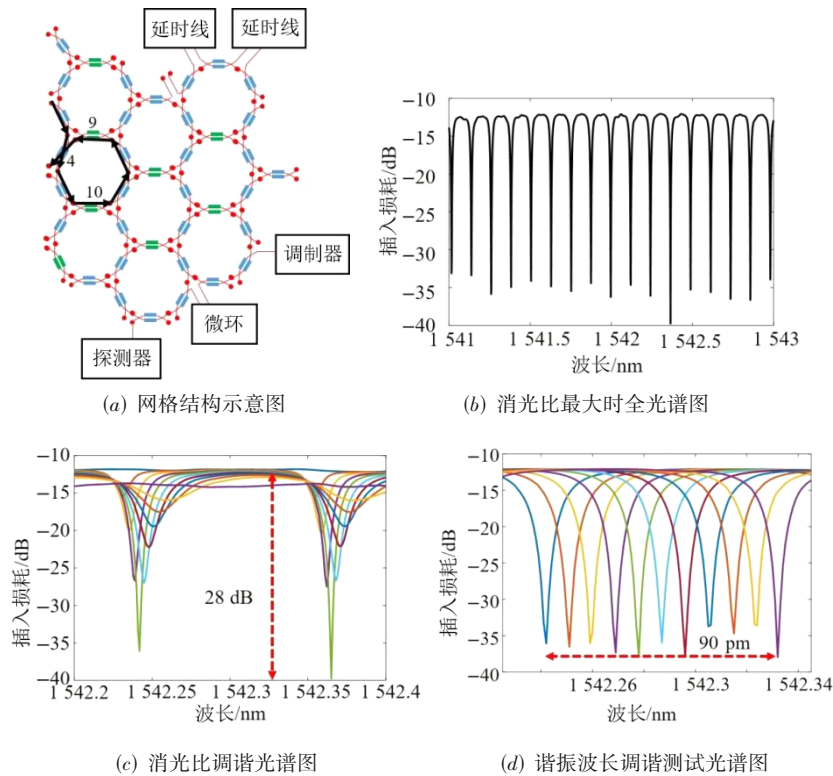 延时线 延时线
9
4
10
调制器
微环
探测器
(a) 网格结构示意图
插入损耗/dB
−10
−15
−20
−25
−30
−35
−40
1 541 1 541.5 1 542 1 542.5 1 543
波长/nm
(b) 消光比最大时全光谱图
插入损耗/dB
−10
−15
−20
−25
−30
−35
−40
28 dB
1 542.2 1 542.25 1 542.3 1 542.35 1 542.4
波长/nm
(c) 消光比调谐光谱图
插入损耗/dB
−10
−15
−20
−25
−30
−35
−40
90 pm
1 542.26 1 542.3 1 542.34
波长/nm
(d) 谐振波长调谐测试光谱图